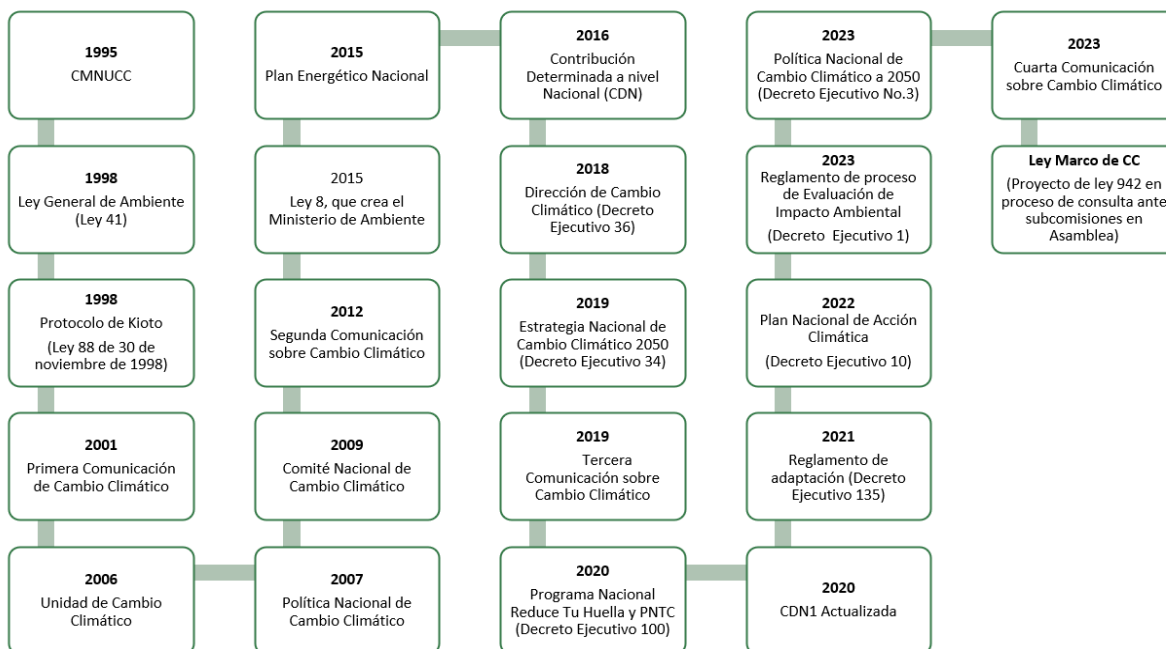 1995
CMNUCC
1998
Ley General de Ambiente
(Ley 41)
1998
Protocolo de Kioto
(Ley 88 de 30 de
noviembre de 1998)
2001
Primera Comunicación
de Cambio Climático
2006
Unidad de Cambio
Climático
2007
Política Nacional de
Cambio Climático
2009
Comité Nacional de
Cambio Climático
2012
Segunda Comunicación
sobre Cambio Climático
2015
Ley 8, que crea el
Ministerio de Ambiente
2015
Plan Energético Nacional
2016
Contribución
Determinada a nivel
Nacional (CDN)
2018
Dirección de Cambio
Climático (Decreto
Ejecutivo 36)
2019
Estrategia Nacional de
Cambio Climático 2050
(Decreto Ejecutivo 34)
2019
Tercera
Comunicación sobre
Cambio Climático
2020
Programa Nacional
Reduce Tu Huella y PNTC
(Decreto Ejecutivo 100)
2020
CDN1 Actualizada
2021
Reglamento de
adaptación (Decreto
Ejecutivo 135)
2022
Plan Nacional de Acción
Climática
(Decreto Ejecutivo 10)
2023
Reglamento de proceso
de Evaluación de
Impacto Ambiental
(Decreto Ejecutivo 1)
2023
Política Nacional de
Cambio Climático a 2050
(Decreto Ejecutivo No.3)
2023
Cuarta Comunicación
sobre Cambio Climático
Ley Marco de CC
(Proyecto de ley 942 en
proceso de consulta ante
subcomisiones en
Asamblea)